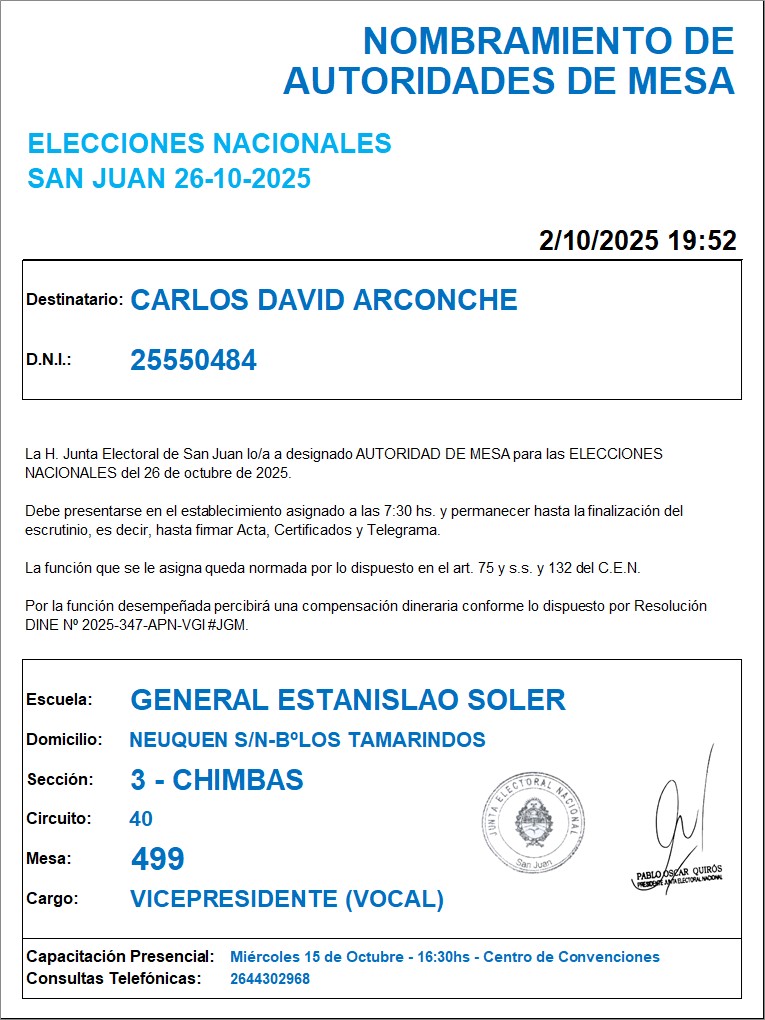 NOMBRAMIENTO DE
AUTORIDADES DE MESA
ELECCIONES NACIONALES
SAN JUAN 26-10-2025
2/10/2025 19:52
Destinatario: CARLOS DAVID ARCONCHE
D.N.I.: 25550484
La H. Junta Electoral de San Juan lo/a a designado AUTORIDAD DE MESA para las ELECCIONES
NACIONALES del 26 de octubre de 2025.
Debe presentarse en el establecimiento asignado a las 7:30 hs. y permanecer hasta la finalización del
escrutinio, es decir, hasta firmar Acta, Certificados y Telegrama.
La función que se le asigna queda normada por lo dispuesto en el art. 75 y s.s. y 132 del C.E.N.
Por la función desempeñada percibirá una compensación dineraria conforme lo dispuesto por Resolución
DINE Nº 2025-347-APN-VGI#JGM.
Escuela: GENERAL ESTANISLAO SOLER
Domicilio: NEUQUEN S/N-BºLOS TAMARINDOS
Sección: 3 - CHIMBAS
Circuito: 40
Mesa: 499
Cargo: VICEPRESIDENTE (VOCAL)
JUNTA ELECTORAL NACIONAL
San Juan
PABLO OSCAR QUIRÓS
PRESIDENTE JUNTA ELECTORAL NACIONAL
Capacitación Presencial: Miércoles 15 de Octubre - 16:30hs - Centro de Convenciones
Consultas Telefónicas: 2644302968